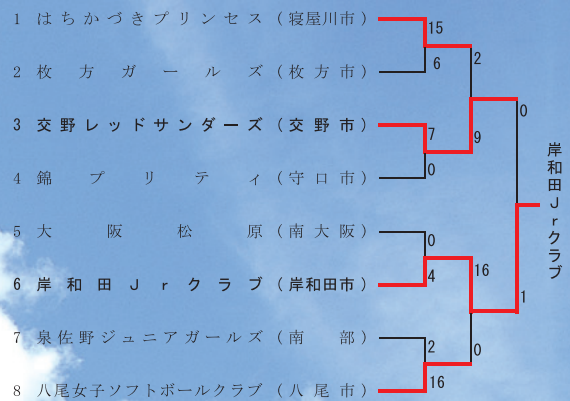 1 はちかづきプリンセス（寝屋川市）
15
6
2 枚方ガールズ（枚方市）
2
3 交野レッドサンダーズ（交野市）
7
0
9
4 錦プリティ（守口市）
0
岸和田Jrクラブ
5 大阪松原（南大阪）
0
4
6 岸和田Jrクラブ（岸和田市）
16
1
7 泉佐野ジュニアガールズ（南部）
2
16
0
8 八尾女子ソフトボールクラブ（八尾市）